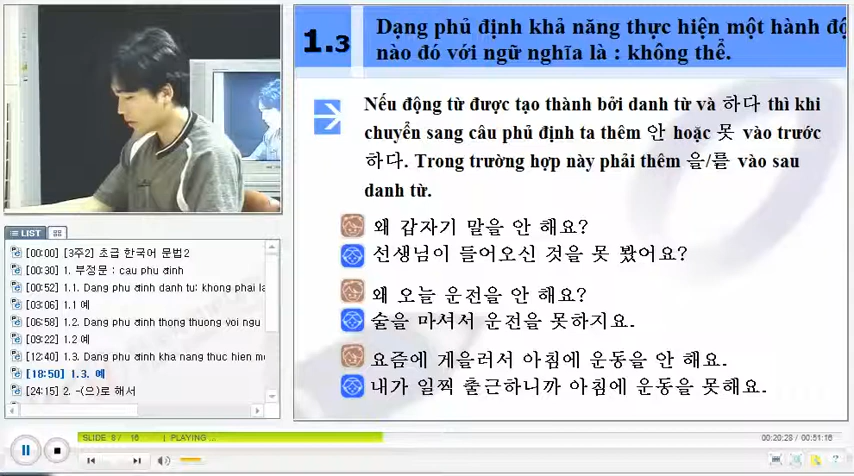 1.3
Dạng phủ định khả năng thực hiện một hành độ
nào đó với ngữ nghĩa là : không thể.
Nếu động từ được tạo thành bởi danh từ và 하다 thì khi
chuyển sang câu phủ định ta thêm 안 hoặc 못 vào trước
하다. Trong trường hợp này phải thêm 을/를 vào sau
danh từ.
왜 갑자기 말을 안 해요?
선생님이 들어오신 것을 못 봤어요?
왜 오늘 운전을 안 해요?
술을 마셔서 운전을 못하지요.
요즘에 게을러서 아침에 운동을 안 해요.
내가 일찍 출근하니까 아침에 운동을 못해요.
LIST
[00:00] [3주2] 초급 한국어 문법2
[00:30] 1. 부정문 : cau phu dinh
[00:52] 1.1. Dang phu dinh danh tu: khong phai la
[03:06] 1.1 예
[06:58] 1.2. Dang phu dinh thong thuong voi ngu
[09:22] 1.2 예
[12:40] 1.3. Dang phu dinh kha nang thuc hien mo
[18:50] 1.3. 예
[24:15] 2. -(으)로 해서
SLIDE 8 / 16 | PLAYING ...
00:20:28 / 00:51:16